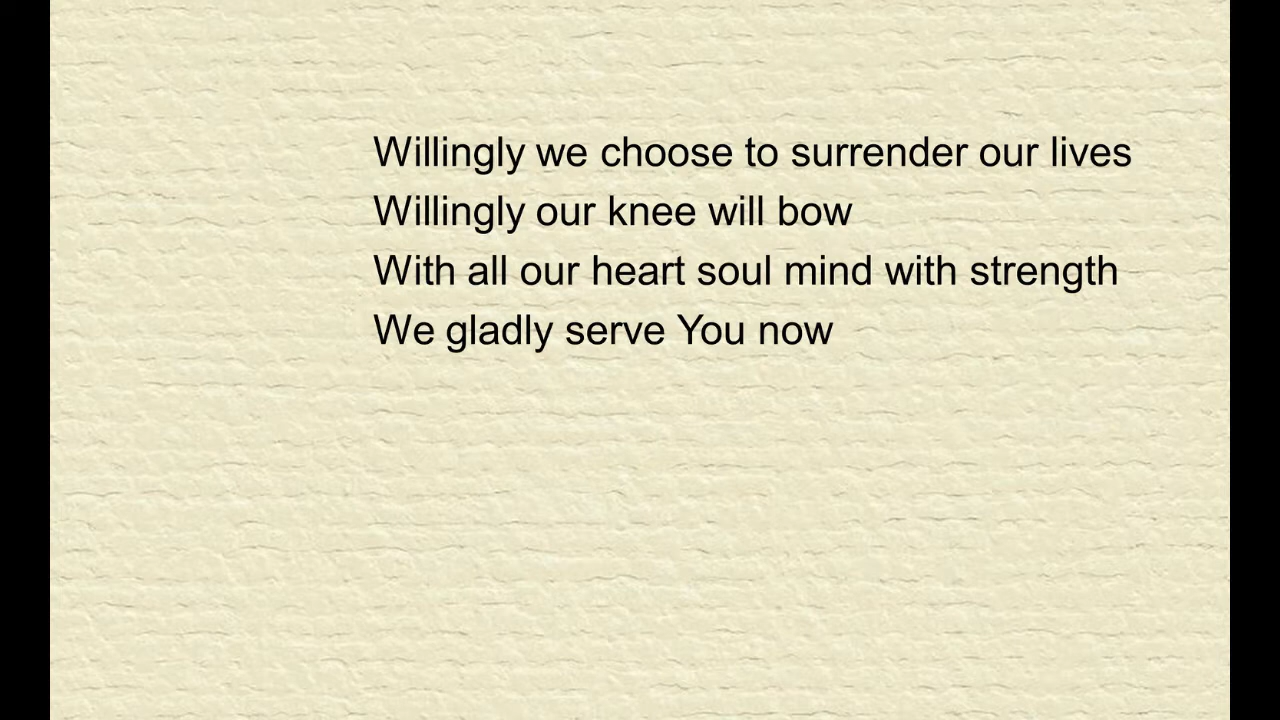 Willingly we choose to surrender our lives
Willingly our knee will bow
With all our heart soul mind with strength
We gladly serve You now